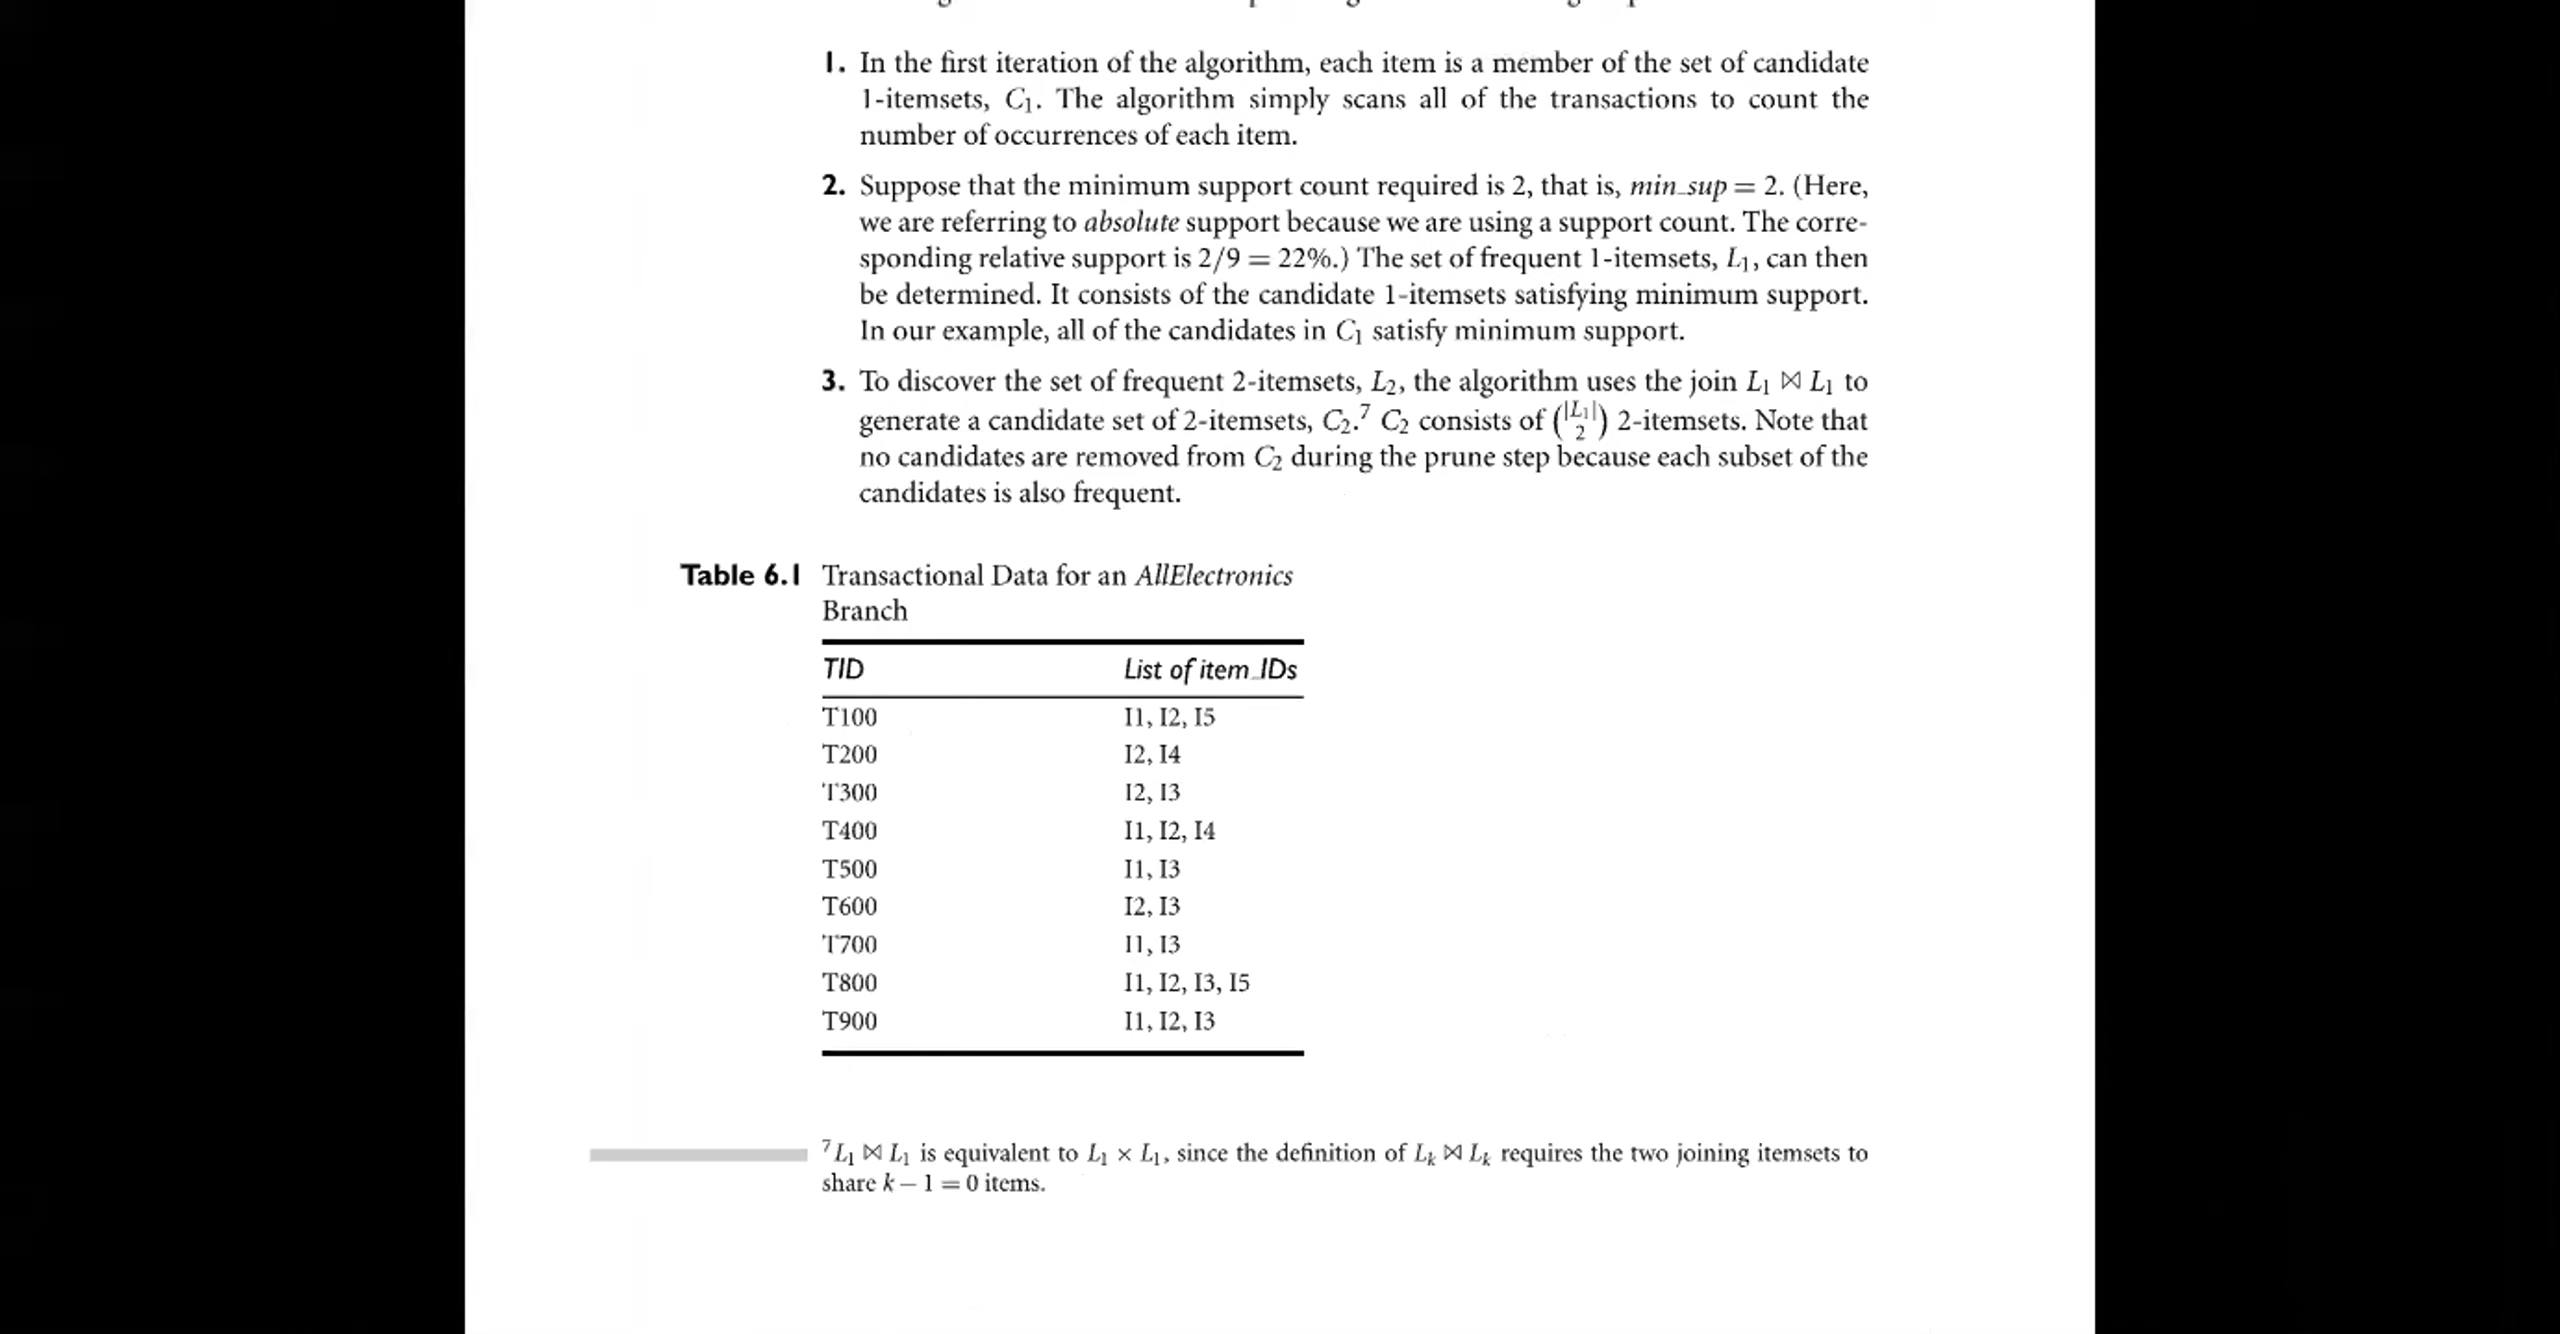 1. In the first iteration of the algorithm, each item is a member of the set of candidate
1-itemsets, C1. The algorithm simply scans all of the transactions to count the
number of occurrences of each item.
2. Suppose that the minimum support count required is 2, that is, min_sup = 2. (Here,
we are referring to absolute support because we are using a support count. The corre-
sponding relative support is 2/9 = 22%.) The set of frequent 1-itemsets, L1, can then
be determined. It consists of the candidate 1-itemsets satisfying minimum support.
In our example, all of the candidates in C1 satisfy minimum support.
3. To discover the set of frequent 2-itemsets, L2, the algorithm uses the join L1 ⋈ L1 to
generate a candidate set of 2-itemsets, C2.⁷ C2 consists of (|L1| 2) 2-itemsets. Note that
no candidates are removed from C2 during the prune step because each subset of the
candidates is also frequent.
Table 6.1 Transactional Data for an AllElectronics
Branch
TID List of item_IDs
T100 I1, I2, I5
T200 I2, I4
T300 I2, I3
T400 I1, I2, I4
T500 I1, I3
T600 I2, I3
T700 I1, I3
T800 I1, I2, I3, I5
T900 I1, I2, I3
⁷L1 ⋈ L1 is equivalent to L1 × L1, since the definition of Lk ⋈ Lk requires the two joining itemsets to
share k − 1 = 0 items.